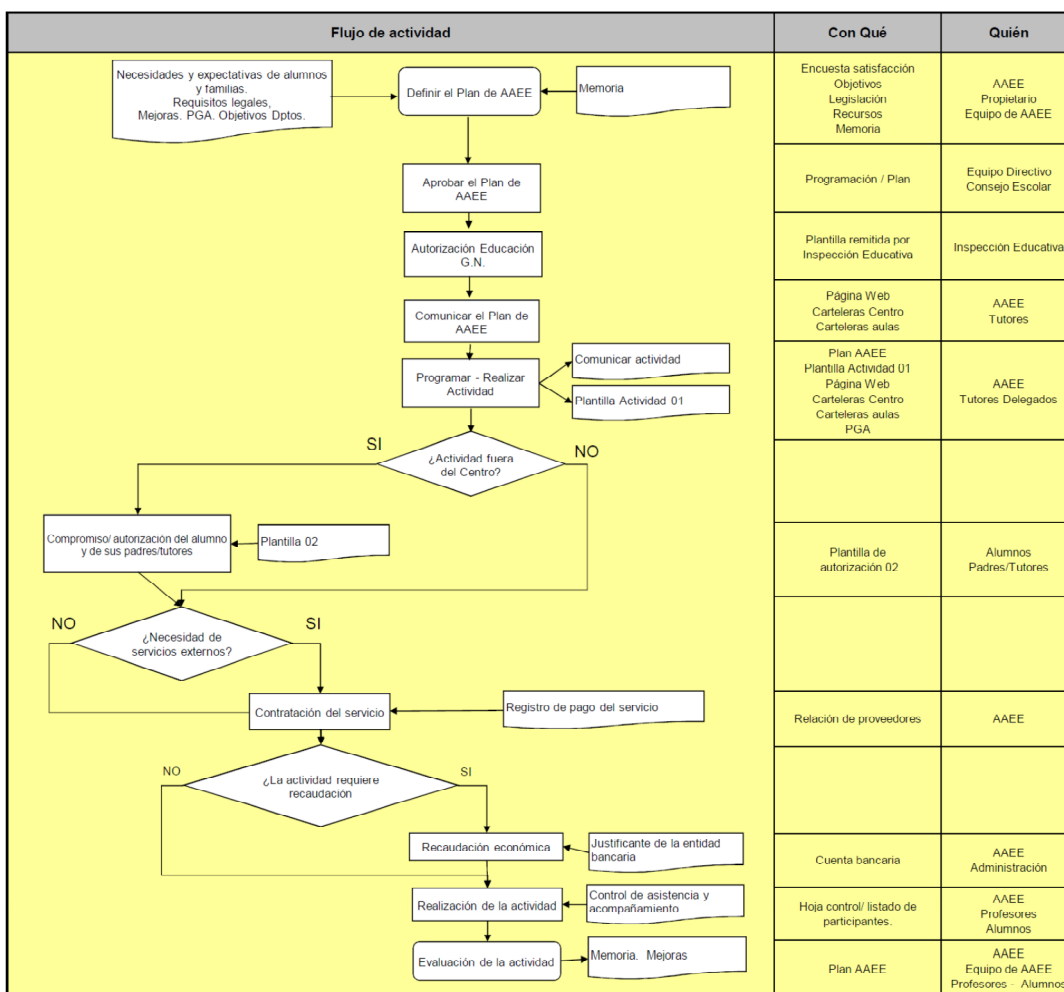 Flujo de actividad
Con Qué
Quién
Necesidades y expectativas de alumnos
y familias.
Requisitos legales,
Mejoras. PGA. Objetivos Dptos.
Definir el Plan de AAEE
Memoria
Encuesta satisfacción
Objetivos
Legislación
Recursos
Memoria
AAEE
Propietario
Equipo de AAEE
Aprobar el Plan de
AAEE
Programación / Plan
Equipo Directivo
Consejo Escolar
Autorización Educación
G.N.
Plantilla remitida por
Inspección Educativa
Inspección Educativa
Comunicar el Plan de
AAEE
Página Web
Carteleras Centro
Carteleras aulas
AAEE
Tutores
Programar - Realizar
Actividad
Comunicar actividad
Plantilla Actividad 01
Plan AAEE
Plantilla Actividad 01
Página Web
Carteleras Centro
Carteleras aulas
PGA
AAEE
Tutores Delegados
SI
¿Actividad fuera
del Centro?
NO
Compromiso/ autorización del alumno
y de sus padres/tutores
Plantilla 02
Plantilla de
autorización 02
Alumnos
Padres/Tutores
NO
¿Necesidad de
servicios externos?
SI
Contratación del servicio
Registro de pago del servicio
Relación de proveedores
AAEE
NO
¿La actividad requiere
recaudación
SI
Recaudación económica
Justificante de la entidad
bancaria
Cuenta bancaria
AAEE
Administración
Realización de la actividad
Control de asistencia y
acompañamiento
Hoja control/ listado de
participantes.
AAEE
Profesores
Alumnos
Evaluación de la actividad
Memoria. Mejoras
Plan AAEE
AAEE
Equipo de AAEE
Profesores - Alumnos